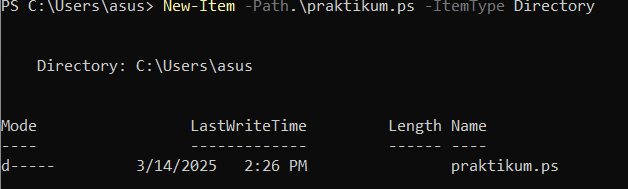 PS C:\Users\asus> New-Item -Path.\praktikum.ps -ItemType Directory
Directory: C:\Users\asus
Mode LastWriteTime Length Name
---- ------------- ------ ----
d----- 3/14/2025 2:26 PM praktikum.ps